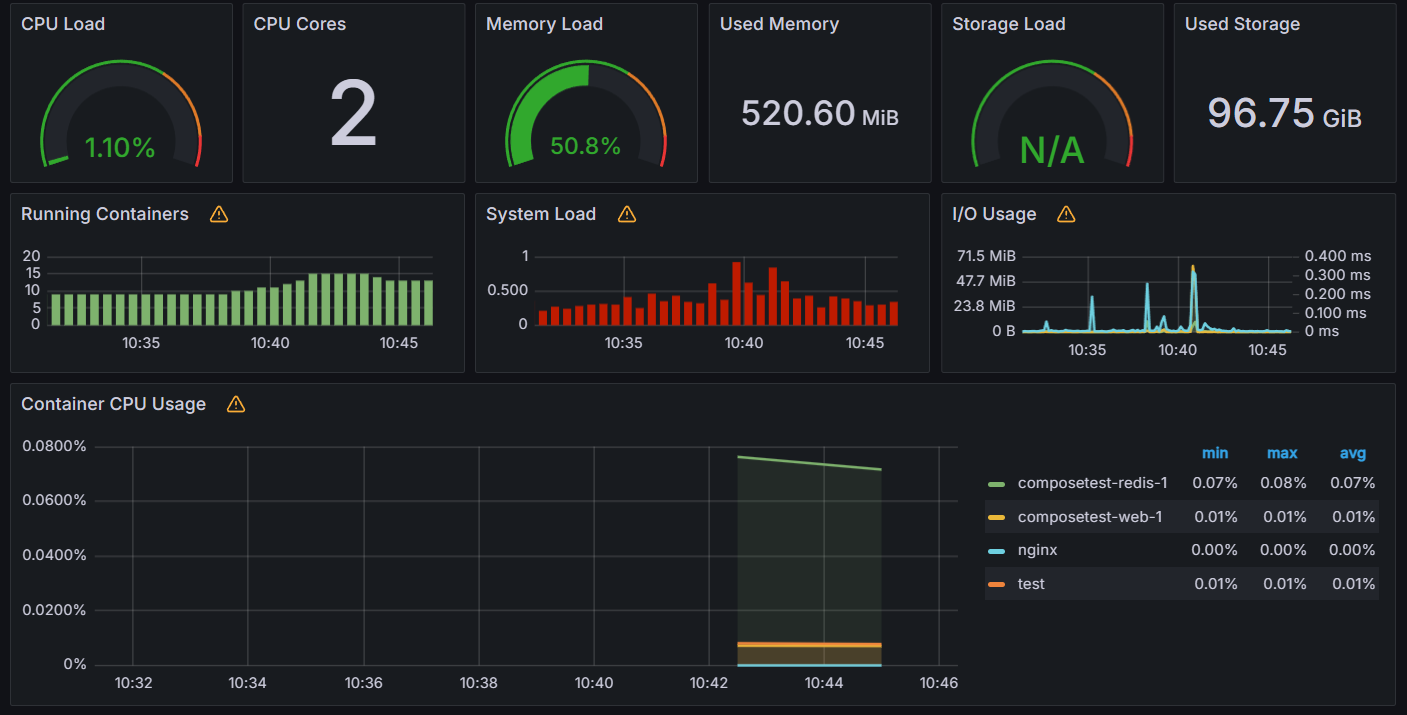 CPU Load
CPU Cores
Memory Load
Used Memory
Storage Load
Used Storage
1.10%
2
50.8%
520.60 MiB
N/A
96.75 GiB
Running Containers
20
15
10
5
0
10:35 10:40 10:45
System Load
1
0.500
0
10:35 10:40 10:45
I/O Usage
71.5 MiB 0.400 ms
47.7 MiB 0.300 ms
23.8 MiB 0.200 ms
0.100 ms
0 B 0 ms
10:35 10:40 10:45
Container CPU Usage
0.0800%
0.0600%
0.0400%
0.0200%
0%
10:32 10:34 10:36 10:38 10:40 10:42 10:44 10:46
min max avg
composetest-redis-1 0.07% 0.08% 0.07%
composetest-web-1 0.01% 0.01% 0.01%
nginx 0.00% 0.00% 0.00%
test 0.01% 0.01% 0.01%